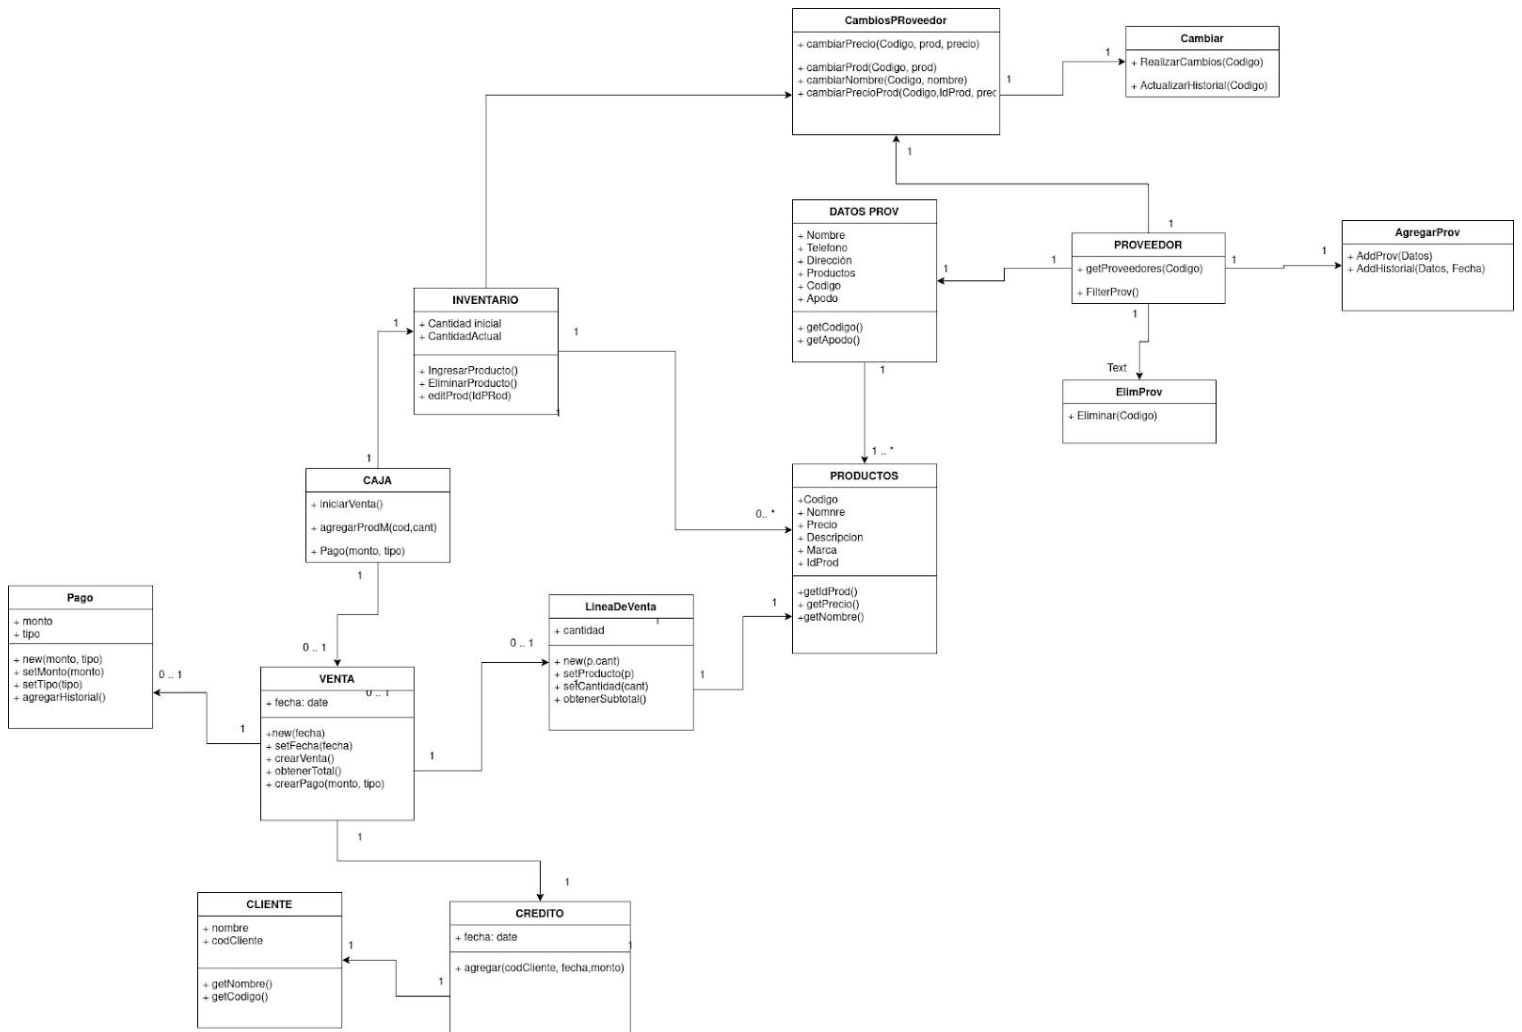 CambiosPRoveedor
+ cambiarPrecio(Codigo, prod, precio)
+ cambiarProd(Codigo, prod)
+ cambiarNombre(Codigo, nombre)
+ cambiarPrecioProd(Codigo,IdProd, prec
1
1
Cambiar
+ RealizarCambios(Codigo)
+ ActualizarHistorial(Codigo)
1
1
DATOS PROV
+ Nombre
+ Telefono
+ Dirección
+ Productos
+ Codigo
+ Apodo
+ getCodigo()
+ getApodo()
1
1
PROVEEDOR
+ getProveedores(Codigo)
+ FilterProv()
1
1
AgregarProv
+ AddProv(Datos)
+ AddHistorial(Datos, Fecha)
1
Text
ElimProv
+ Eliminar(Codigo)
INVENTARIO
+ Cantidad inicial
+ CantidadActual
+ IngresarProducto()
+ EliminarProducto()
+ editProd(IdPRod)
1
1
1
1
1
1 .. *
0.. *
PRODUCTOS
+Codigo
+ Nomnre
+ Precio
+ Descripcion
+ Marca
+ IdProd
+getIdProd()
+ getPrecio()
+getNombre()
CAJA
+ iniciarVenta()
+ agregarProdM(cod,cant)
+ Pago(monto, tipo)
1
0 .. 1
Pago
+ monto
+ tipo
+ new(monto, tipo)
+ setMonto(monto)
+ setTipo(tipo)
+ agregarHistorial()
0 .. 1
1
LineaDeVenta
1
+ cantidad
+ new(p.cant)
+ setProducto(p)
1
+ setCantidad(cant)
+ obtenerSubtotal()
0 .. 1
1
1
1
VENTA
0 .. 1
+ fecha: date
+new(fecha)
+ setFecha(fecha)
+ crearVenta()
+ obtenerTotal()
+ crearPago(monto, tipo)
1
1
CLIENTE
+ nombre
+ codCliente
+ getNombre()
+ getCodigo()
1
1
CREDITO
+ fecha: date
1
+ agregar(codCliente, fecha,monto)